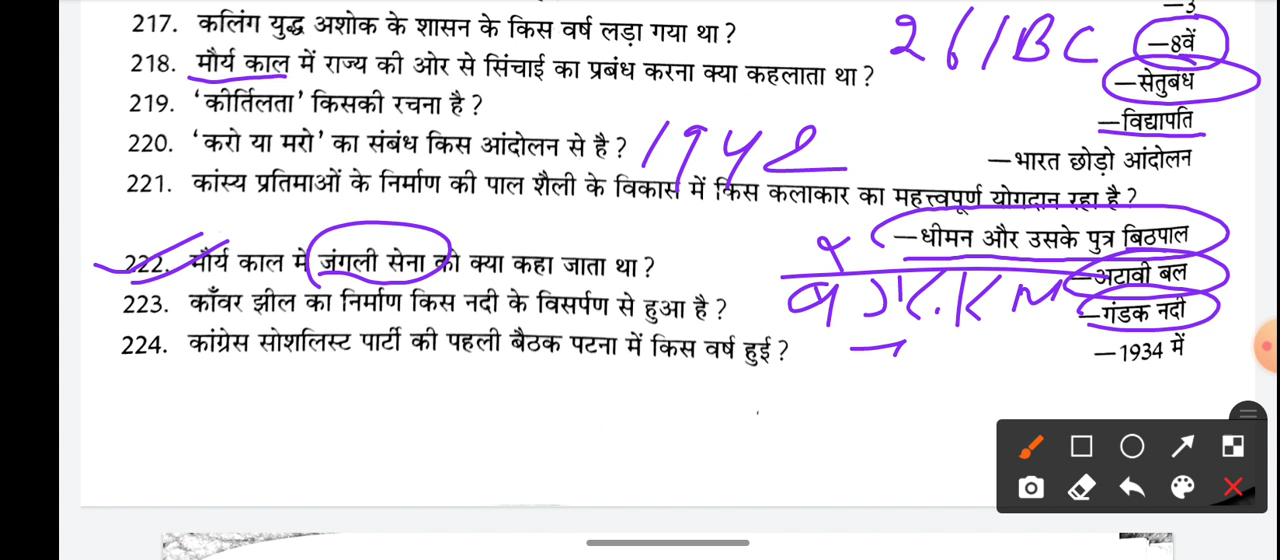 –3
217. कलिंग युद्ध अशोक के शासन के किस वर्ष लड़ा गया था ? 261BC –8वें
218. मौर्य काल में राज्य की ओर से सिंचाई का प्रबंध करना क्या कहलाता था ? –सेतुबंध
219. ‘कीर्तिलता’ किसकी रचना है ? –विद्यापति
220. ‘करो या मरो’ का संबंध किस आंदोलन से है ? 1942 –भारत छोड़ो आंदोलन
221. कांस्य प्रतिमाओं के निर्माण की पाल शैली के विकास में किस कलाकार का महत्त्वपूर्ण योगदान रहा है ?
–धीमन और उसके पुत्र बिठपाल
222. मौर्य काल में जंगली सेना को क्या कहा जाता था ? –अटावी बल
223. काँवर झील का निर्माण किस नदी के विसर्पण से हुआ है ? –गंडक नदी
224. कांग्रेस सोशलिस्ट पार्टी की पहली बैठक पटना में किस वर्ष हुई ? –1934 में